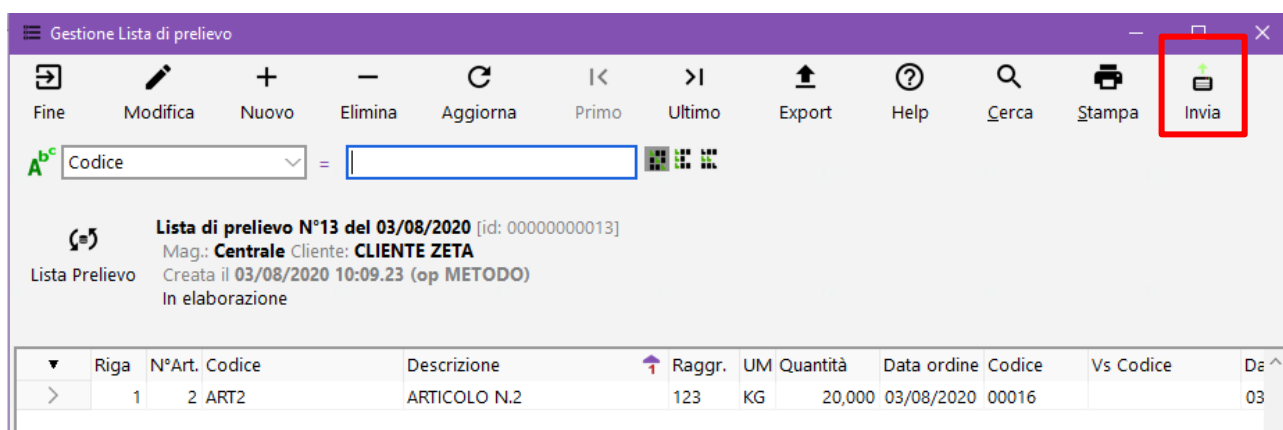 Gestione Lista di prelievo
Fine Modifica Nuovo Elimina Aggiorna Primo Ultimo Export Help Cerca Stampa Invia
Abc Codice =
Lista di prelievo N°13 del 03/08/2020 [id: 00000000013]
Mag.: Centrale Cliente: CLIENTE ZETA
Lista Prelievo Creata il 03/08/2020 10:09.23 (op METODO)
In elaborazione
Riga N°Art. Codice Descrizione 1 Raggr. UM Quantità Data ordine Codice Vs Codice Da
1 2 ART2 ARTICOLO N.2 123 KG 20,000 03/08/2020 00016 03